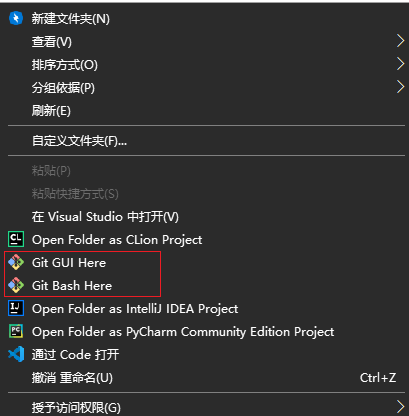 新建文件夹(N)
查看(V)
排序方式(O)
分组依据(P)
刷新(E)
自定义文件夹(F)...
粘贴(P)
粘贴快捷方式(S)
在 Visual Studio 中打开(V)
Open Folder as CLion Project
Git GUI Here
Git Bash Here
Open Folder as IntelliJ IDEA Project
Open Folder as PyCharm Community Edition Project
通过 Code 打开
撤消 重命名(U) Ctrl+Z
授予访问权限(G)